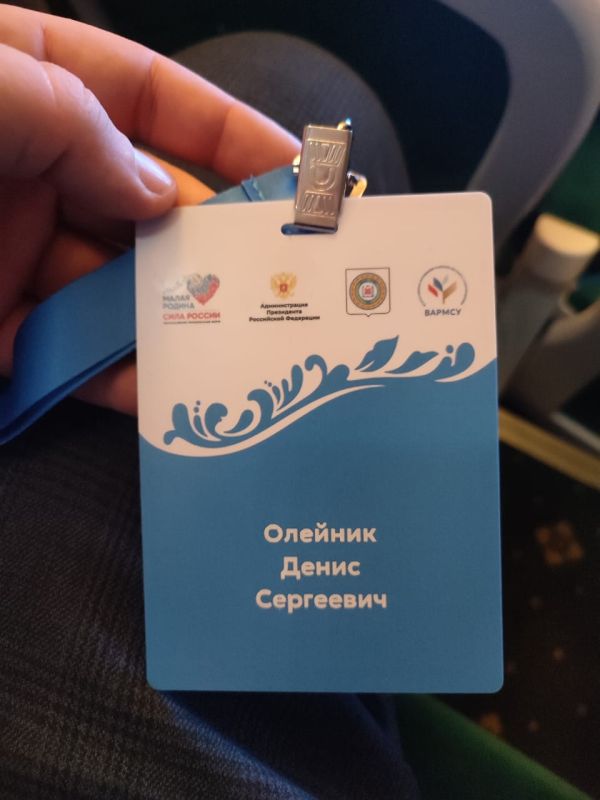 МАЛАЯ
РОДИНА
СИЛА РОССИИ
Администрация
Президента
Российской Федерации
ВАРМСУ
Олейник
Денис
Сергеевич